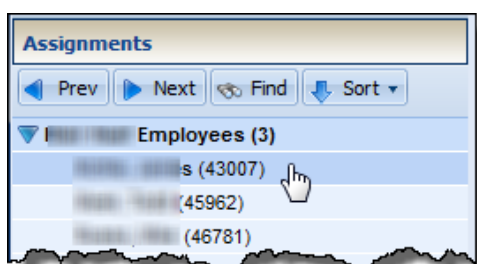 Assignments
Prev Next Find Sort
Employees (3)
(43007)
(45962)
(46781)